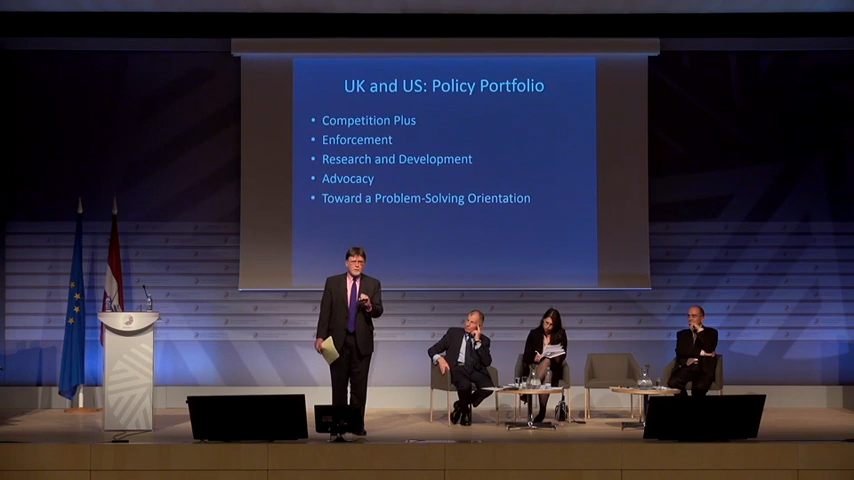 UK and US: Policy Portfolio
• Competition Plus
• Enforcement
• Research and Development
• Advocacy
• Toward a Problem-Solving Orientation